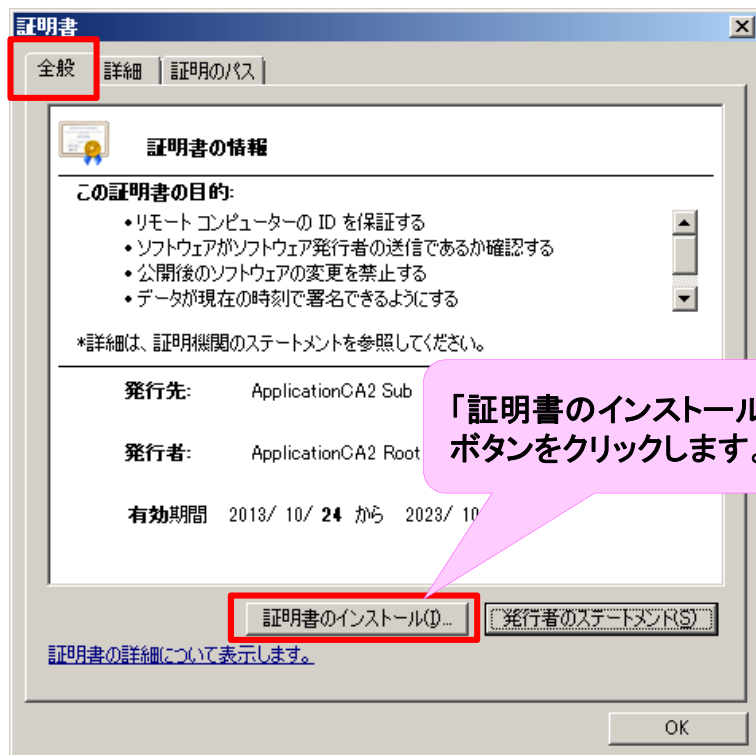 証明書
全般 詳細 証明のパス
証明書の情報
この証明書の目的:
•リモート コンピューターの ID を保証する
•ソフトウェアがソフトウェア発行者の送信であるか確認する
•公開後のソフトウェアの変更を禁止する
•データが現在の時刻で署名できるようにする
*詳細は、証明機関のステートメントを参照してください。
発行先: ApplicationCA2 Sub
「証明書のインストール
発行者: ApplicationCA2 Root
ボタンをクリックします。
有効期間 2013/ 10/ 24 から 2023/ 10
証明書のインストール(I)... 発行者のステートメント(S)
証明書の詳細について表示します。
OK